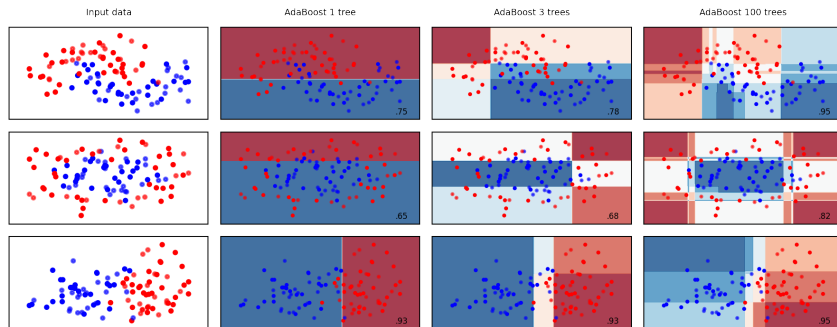 Input data
AdaBoost 1 tree
AdaBoost 3 trees
AdaBoost 100 trees
.75
.78
.95
.65
.68
.82
.93
.93
.95